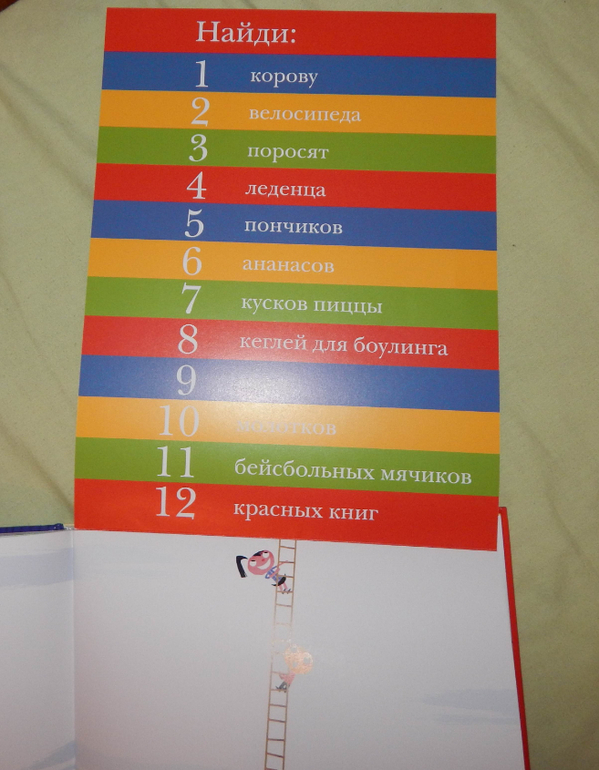 Найди:
1 корову
2 велосипеда
3 поросят
4 леденца
5 пончиков
6 ананасов
7 кусков пиццы
8 кеглей для боулинга
9
10 молотков
11 бейсбольных мячиков
12 красных книг